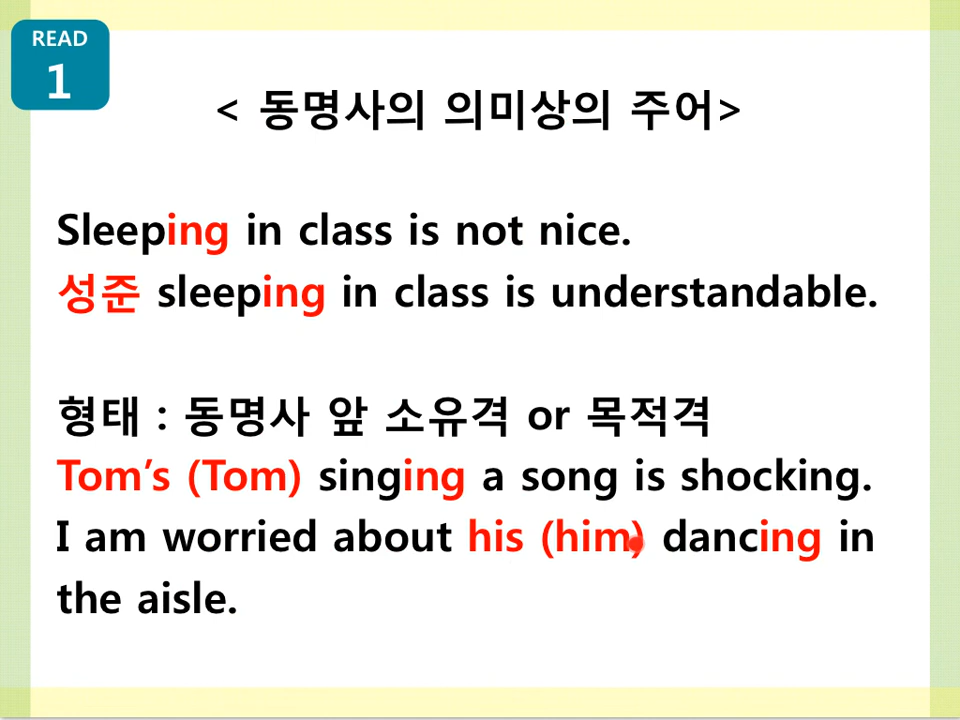 READ
1
< 동명사의 의미상의 주어>
Sleeping in class is not nice.
성준 sleeping in class is understandable.
형태 : 동명사 앞 소유격 or 목적격
Tom’s (Tom) singing a song is shocking.
I am worried about his (him) dancing in
the aisle.